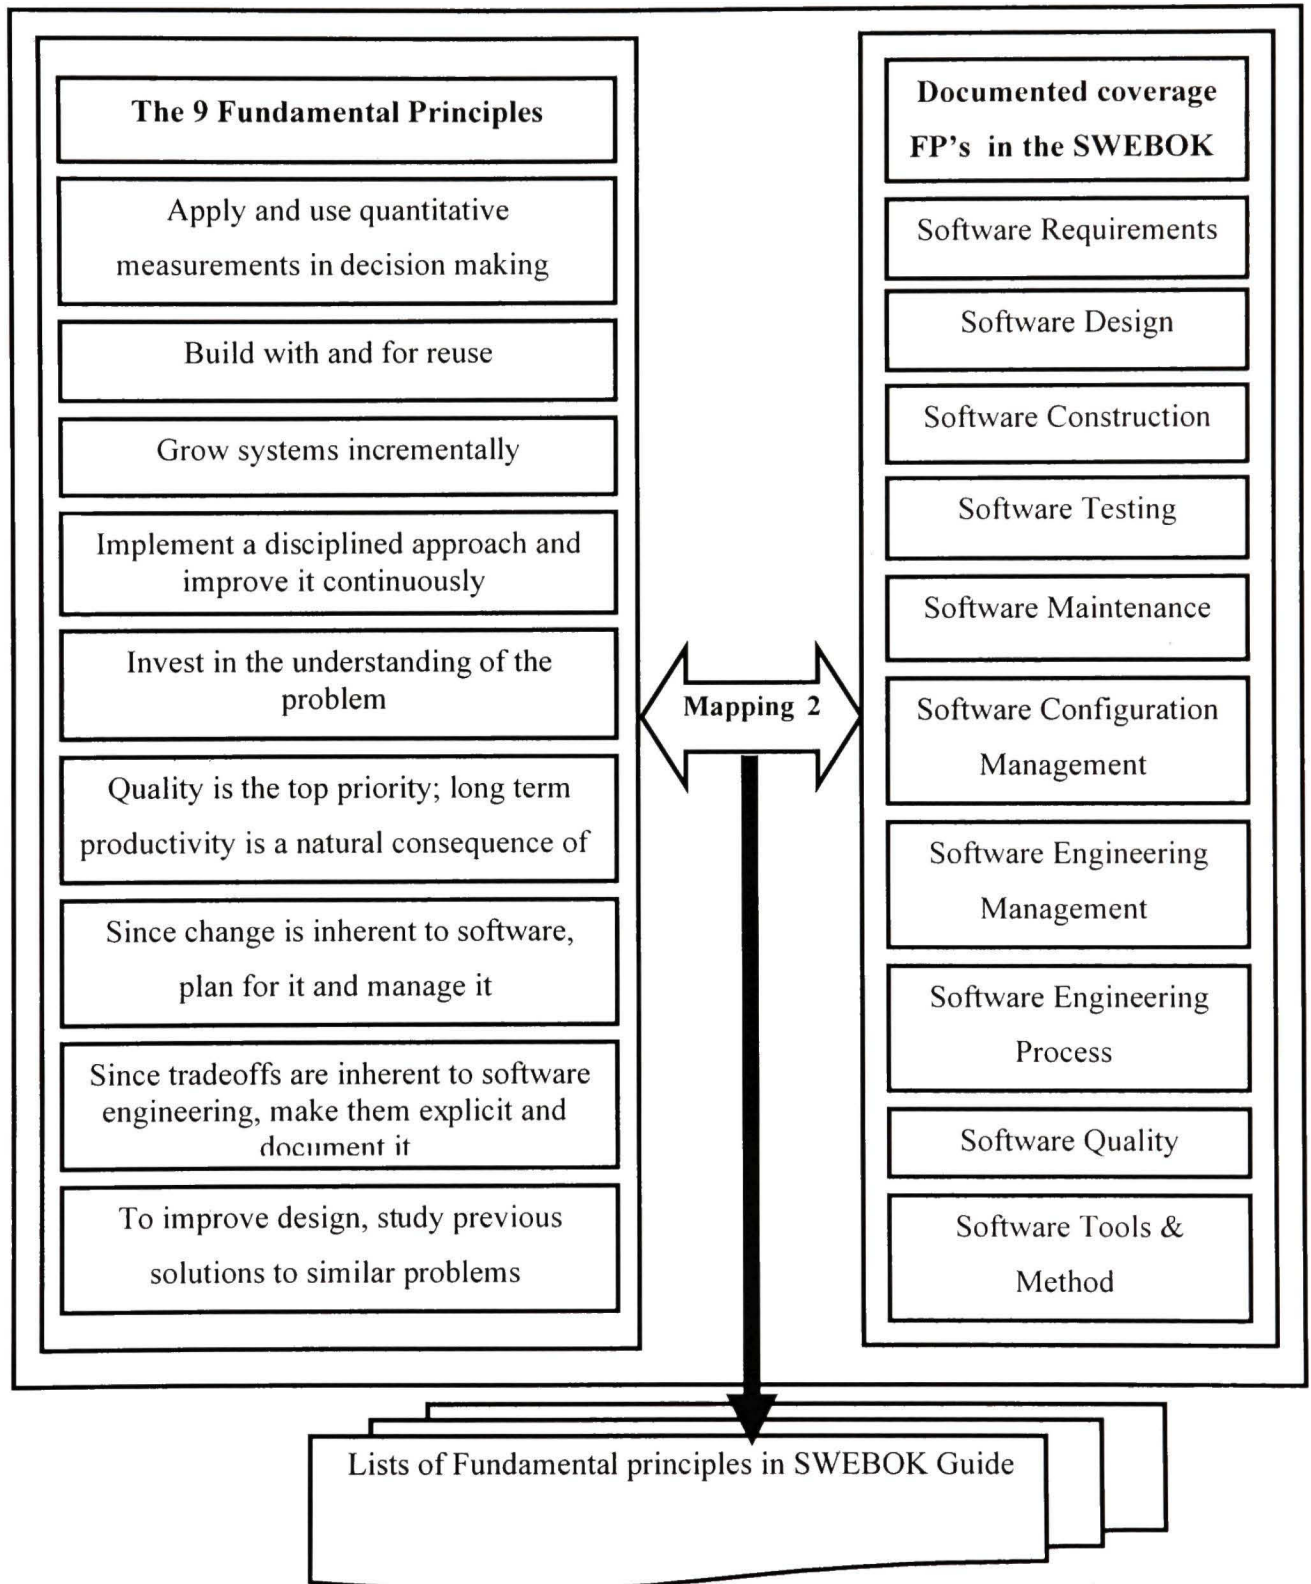 The 9 Fundamental Principles
Apply and use quantitative
measurements in decision making
Build with and for reuse
Grow systems incrementally
Implement a disciplined approach and
improve it continuously
Invest in the understanding of the
problem
Quality is the top priority; long term
productivity is a natural consequence of
Since change is inherent to software,
plan for it and manage it
Since tradeoffs are inherent to software
engineering, make them explicit and
document it
To improve design, study previous
solutions to similar problems
Mapping 2
Documented coverage
FP's in the SWEBOK
Software Requirements
Software Design
Software Construction
Software Testing
Software Maintenance
Software Configuration
Management
Software Engineering
Management
Software Engineering
Process
Software Quality
Software Tools &
Method
Lists of Fundamental principles in SWEBOK Guide